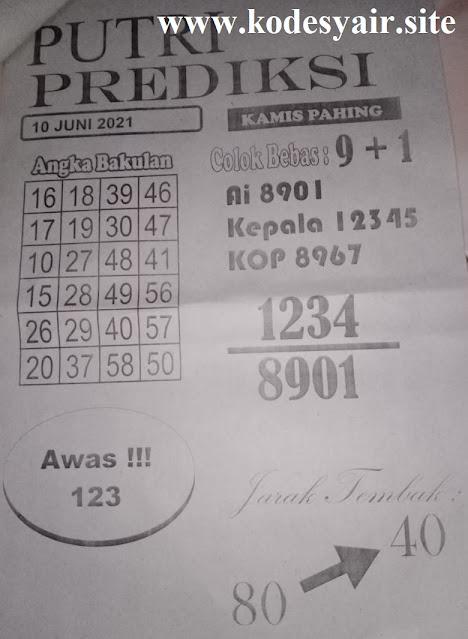 www.kodesyair.site
PUTRI
PREDIKSI
10 JUNI 2021
KAMIS PAHING
Angka Bakulan
16 18 39 46
17 19 30 47
10 27 48 41
15 28 49 56
26 29 40 57
20 37 58 50
Colok Bebas : 9 + 1
Ai 8901
Kepala 12345
KOP 8967
1234
8901
Awas !!!
123
Jarak Tembak :
40
80